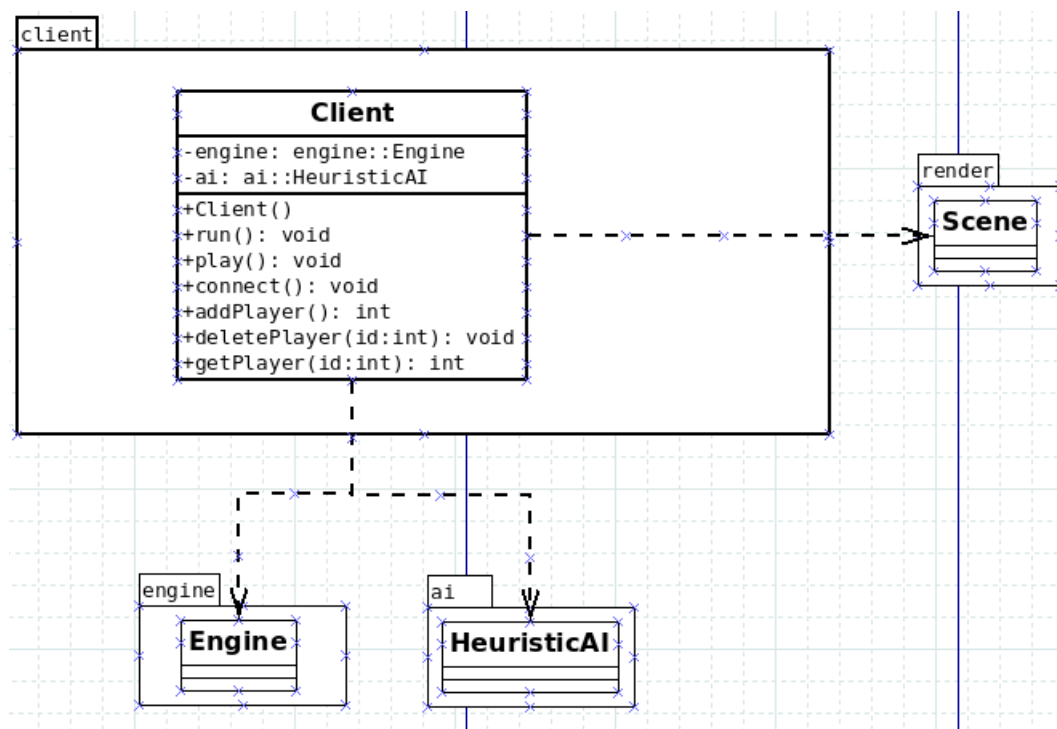 client
Client
-engine: engine::Engine
-ai: ai::HeuristicAI
+Client()
+run(): void
+play(): void
+connect(): void
+addPlayer(): int
+deletePlayer(id:int): void
+getPlayer(id:int): int
render
Scene
engine
Engine
ai
HeuristicAI